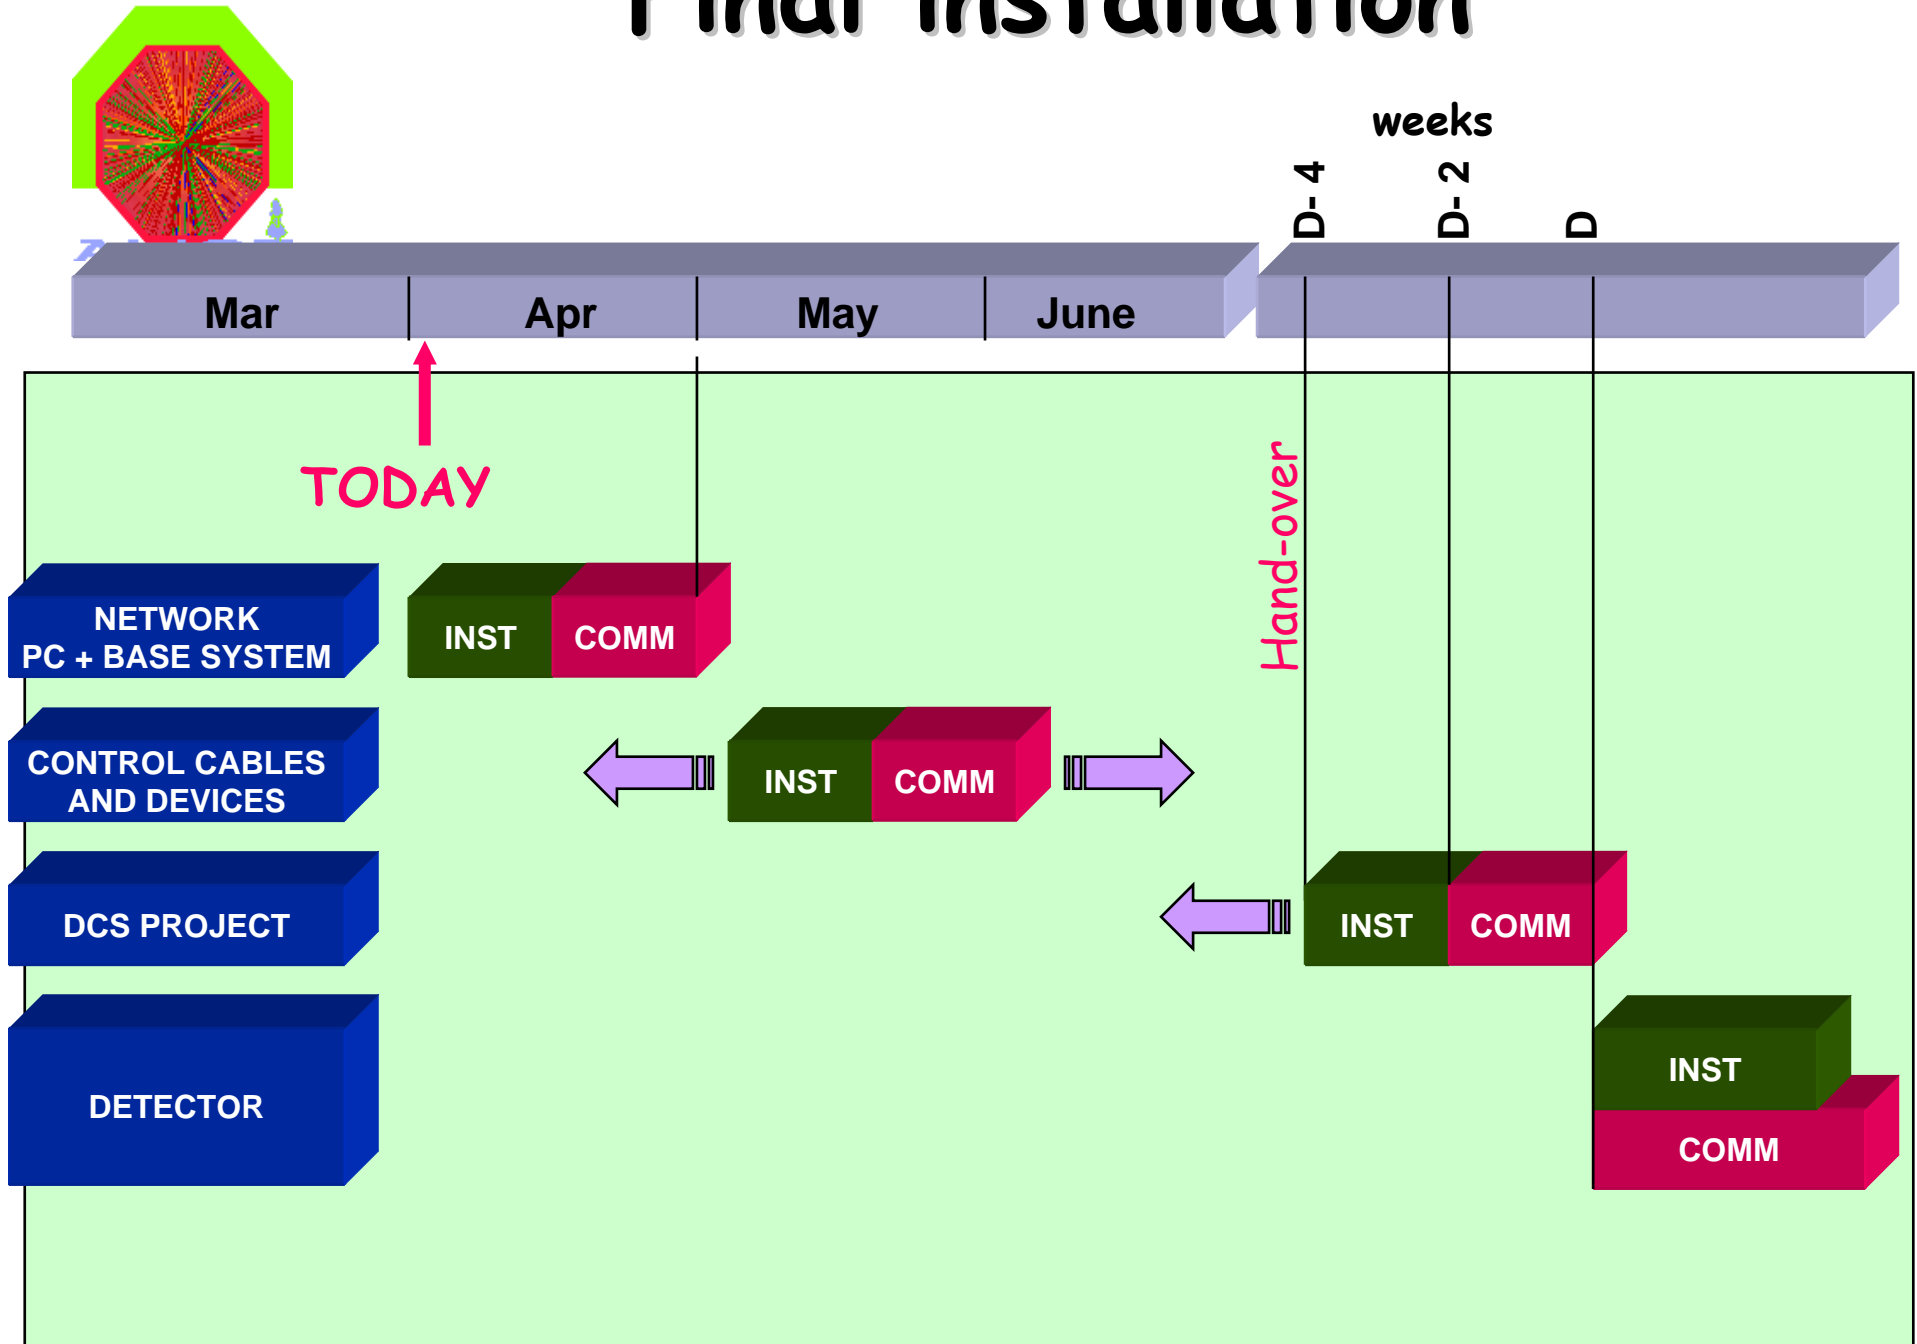 Final installation
weeks
D- 4
D- 2
D
Mar
Apr
May
June
TODAY
Hand-over
NETWORK
PC + BASE SYSTEM
INST
COMM
CONTROL CABLES
AND DEVICES
INST
COMM
DCS PROJECT
INST
COMM
DETECTOR
INST
COMM